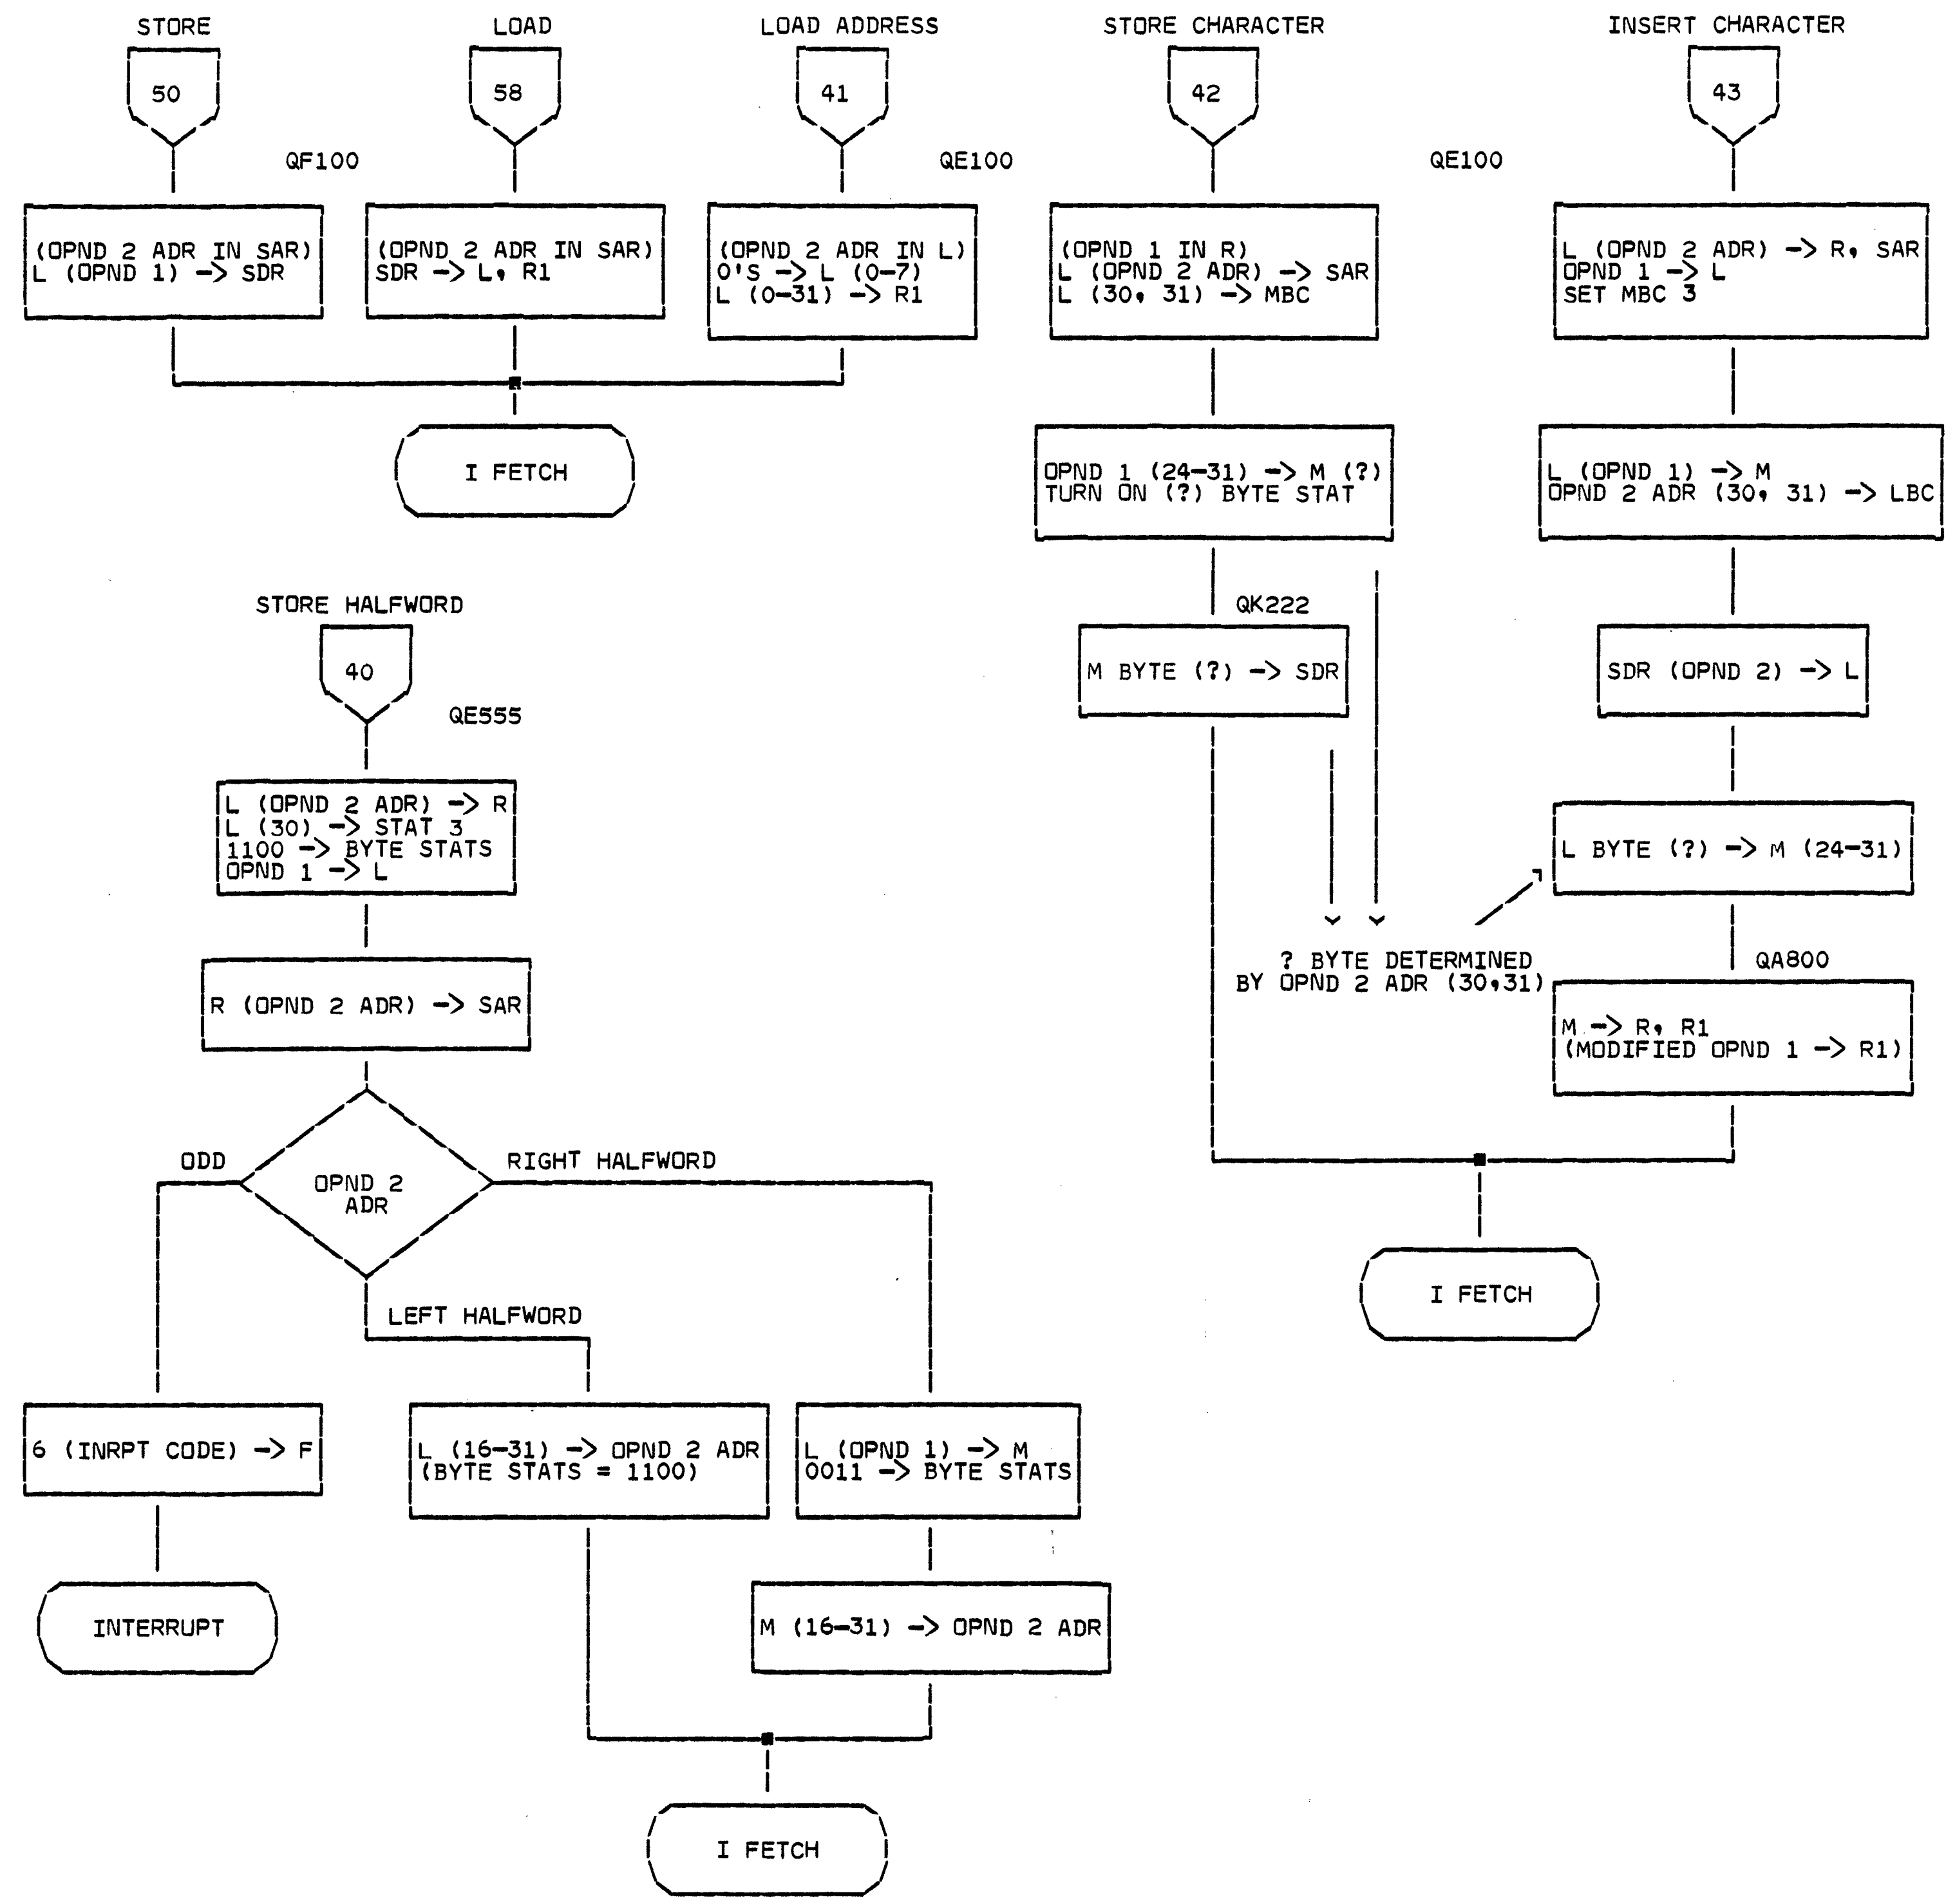 STORE
50
LOAD
58
LOAD ADDRESS
41
STORE CHARACTER
42
INSERT CHARACTER
43
QF100
QE100
QE100
(OPND 2 ADR IN SAR)
L (OPND 1) -> SDR
(OPND 2 ADR IN SAR)
SDR -> L, R1
(OPND 2 ADR IN L)
0'S -> L (0-7)
L (0-31) -> R1
I FETCH
(OPND 1 IN R)
L (OPND 2 ADR) -> SAR
L (30, 31) -> MBC
OPND 1 (24-31) -> M (?)
TURN ON (?) BYTE STAT
QK222
M BYTE (?) -> SDR
L (OPND 2 ADR) -> R, SAR
OPND 1 -> L
SET MBC 3
L (OPND 1) -> M
OPND 2 ADR (30, 31) -> LBC
SDR (OPND 2) -> L
L BYTE (?) -> M (24-31)
? BYTE DETERMINED
BY OPND 2 ADR (30,31)
QA800
M -> R, R1
(MODIFIED OPND 1 -> R1)
I FETCH
STORE HALFWORD
40
QE555
L (OPND 2 ADR) -> R
L (30) -> STAT 3
1100 -> BYTE STATS
OPND 1 -> L
R (OPND 2 ADR) -> SAR
OPND 2
ADR
ODD
RIGHT HALFWORD
LEFT HALFWORD
6 (INRPT CODE) -> F
INTERRUPT
L (16-31) -> OPND 2 ADR
(BYTE STATS = 1100)
L (OPND 1) -> M
0011 -> BYTE STATS
M (16-31) -> OPND 2 ADR
I FETCH